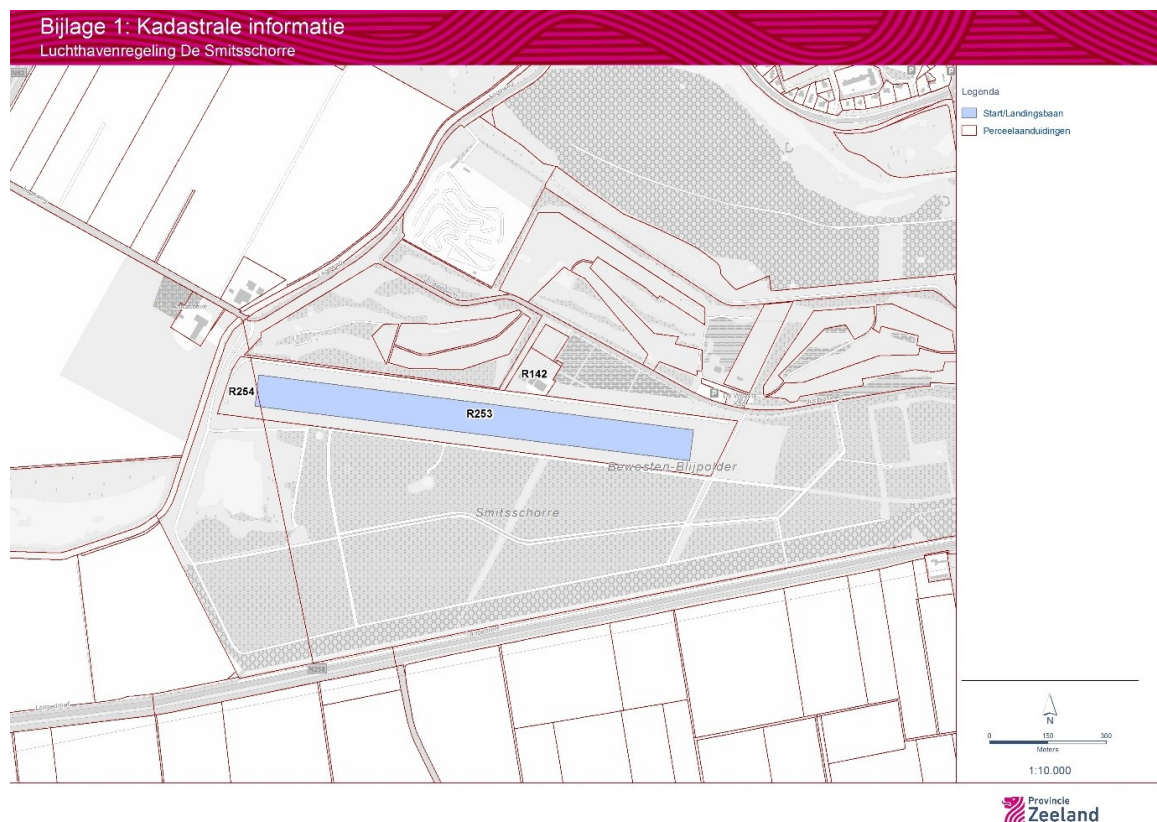 Bijlage 1: Kadastrale informatie
Luchthavenregeling De Smitsschorre
N62
P
P
Legenda
Start/Landingsbaan
Perceelaanduidingen
R142
R254
R253
P
Bewesten-Blijpolder
Smitsschorre
N258
N
0 150 300
Meters
1:10.000
Provincie
Zeeland